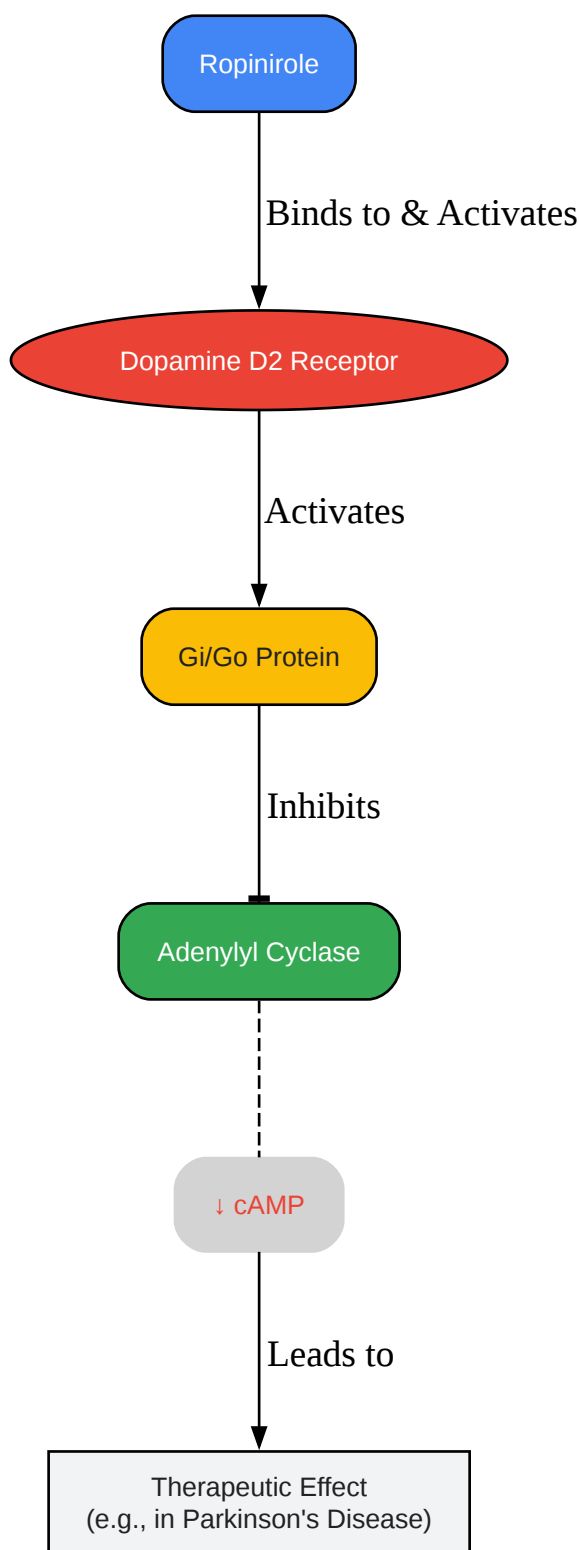 Ropinirole
Binds to & Activates
Dopamine D2 Receptor
Activates
Gi/Go Protein
Inhibits
Adenylyl Cyclase
↓ cAMP
Leads to
Therapeutic Effect
(e.g., in Parkinson's Disease)